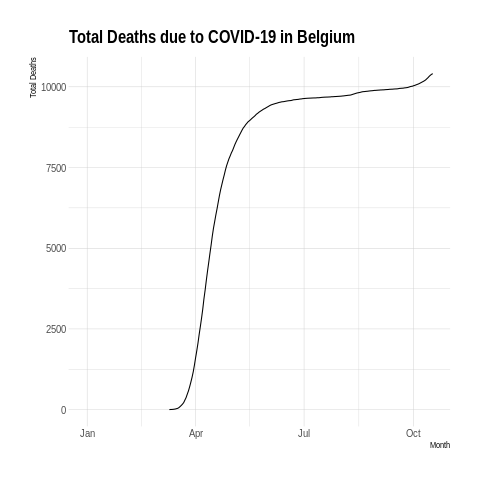 Total Deaths due to COVID-19 in Belgium
Total Deaths
10000
7500
5000
2500
0
Jan Apr Jul Oct
Month